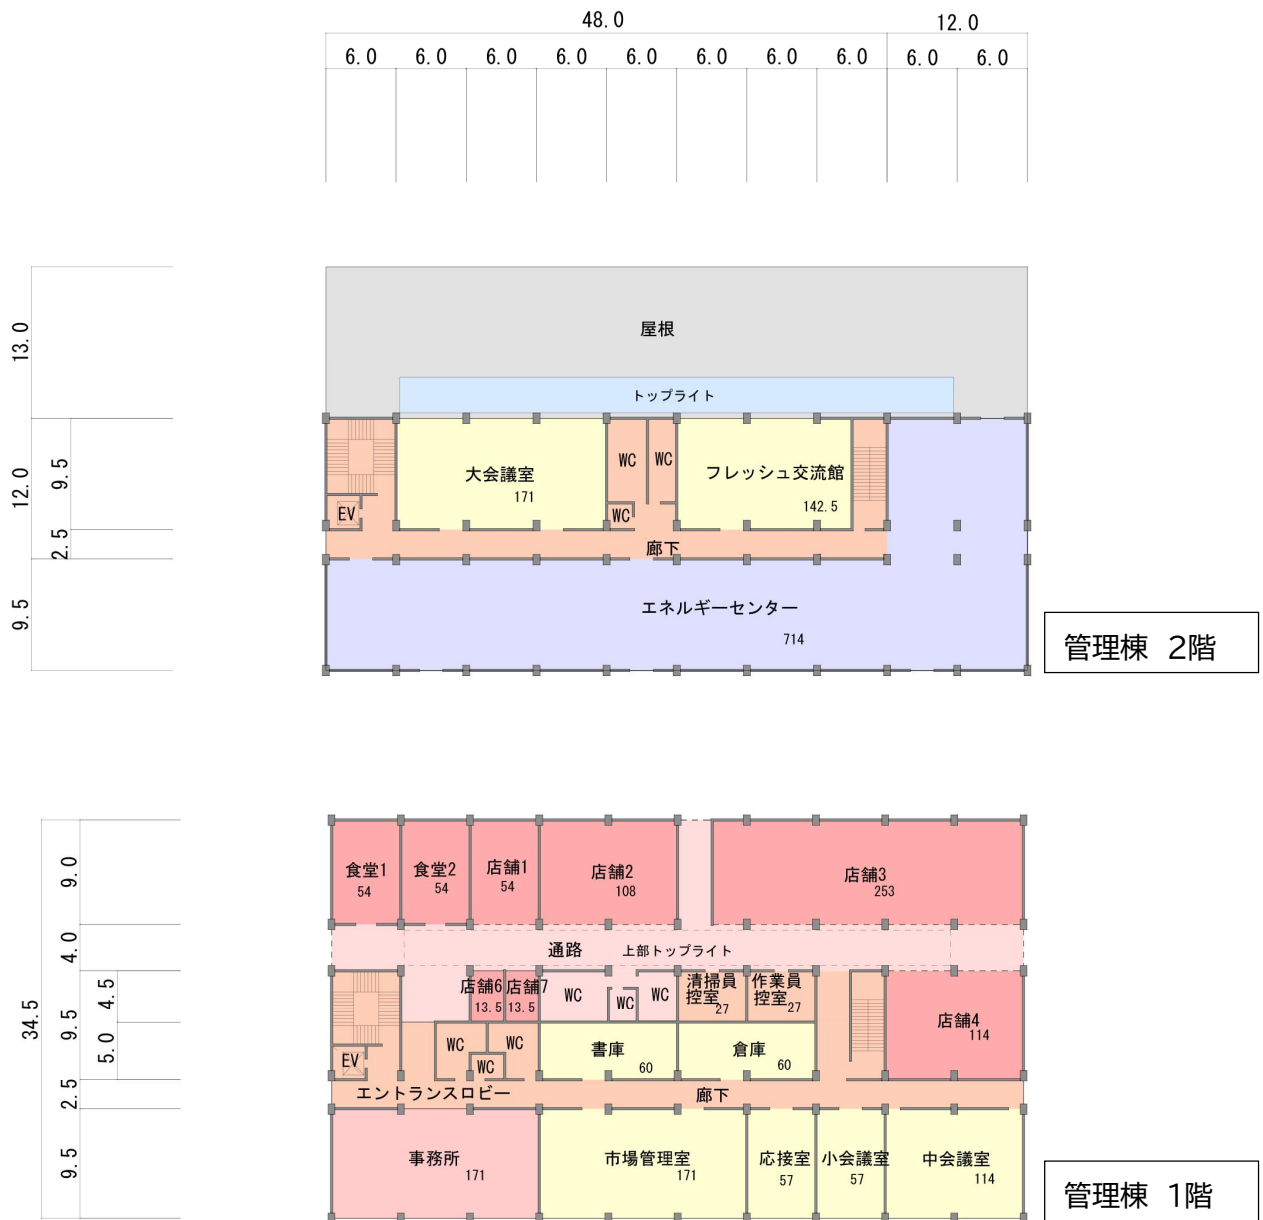 48.0
12.0
6.0 6.0 6.0 6.0 6.0 6.0 6.0 6.0 6.0 6.0
13.0
屋根
トップライト
12.0
9.5
2.5
大会議室
171
WC
WC
WC
フレッシュ交流館
142.5
EV
廊下
9.5
エネルギーセンター
714
管理棟 2階
34.5
9.0
食堂1
54
食堂2
54
店舗1
54
店舗2
108
店舗3
253
4.0
通路
上部トップライト
9.5
4.5
5.0
店舗6
13.5
店舗7
13.5
WC
WC
WC
清掃員
控室
27
作業員
控室
27
店舗4
114
EV
WC
WC
WC
書庫
60
倉庫
60
2.5
エントランスロビー
廊下
9.5
事務所
171
市場管理室
171
応接室
57
小会議室
57
中会議室
114
管理棟 1階